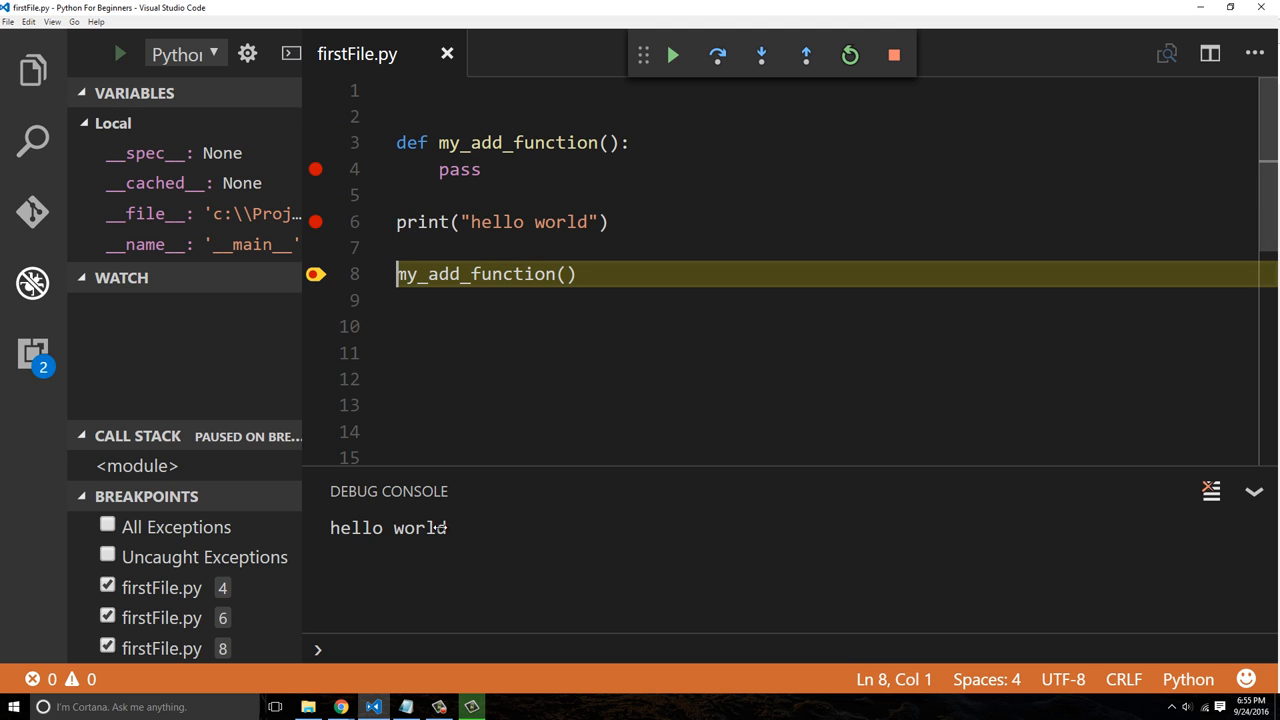 firstFile.py - Python For Beginners - Visual Studio Code
File Edit View Go Help
Python
firstFile.py
VARIABLES
Local
__spec__: None
__cached__: None
__file__: 'c:\\Proj…
__name__: '__main__'
WATCH
CALL STACK PAUSED ON BRE…
<module>
BREAKPOINTS
All Exceptions
Uncaught Exceptions
firstFile.py 4
firstFile.py 6
firstFile.py 8
2
1
2
3 def my_add_function():
4 pass
5
6 print("hello world")
7
8 my_add_function()
9
10
11
12
13
14
15
DEBUG CONSOLE
hello world
0 0
Ln 8, Col 1 Spaces: 4 UTF-8 CRLF Python
I'm Cortana. Ask me anything.
6:55 PM
9/24/2016